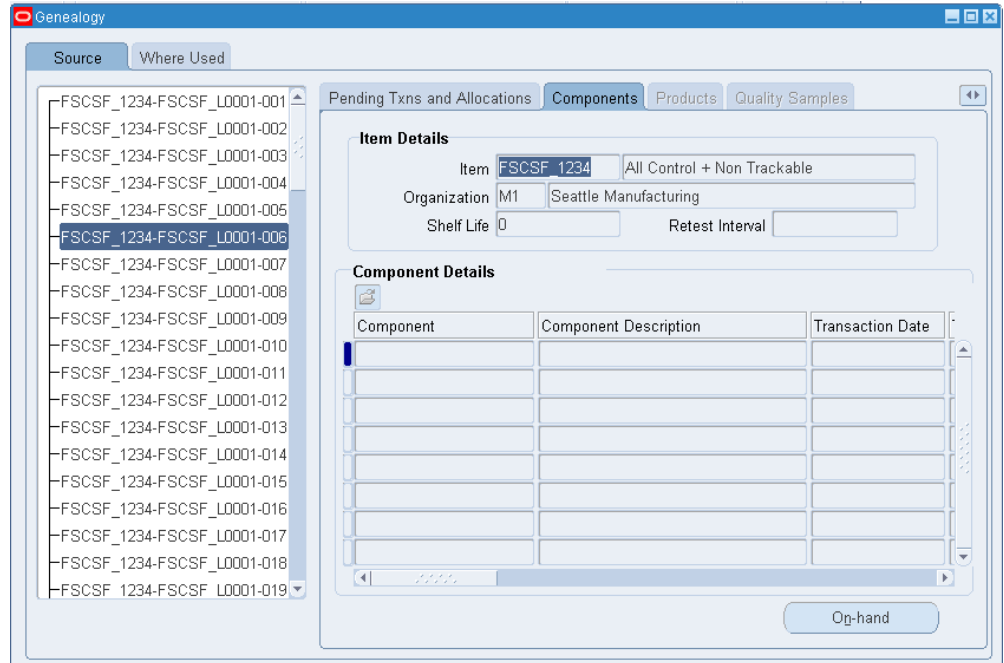 Genealogy
Source Where Used
FSCSF_1234-FSCSF_L0001-001
FSCSF_1234-FSCSF_L0001-002
FSCSF_1234-FSCSF_L0001-003
FSCSF_1234-FSCSF_L0001-004
FSCSF_1234-FSCSF_L0001-005
FSCSF_1234-FSCSF_L0001-006
FSCSF_1234-FSCSF_L0001-007
FSCSF_1234-FSCSF_L0001-008
FSCSF_1234-FSCSF_L0001-009
FSCSF_1234-FSCSF_L0001-010
FSCSF_1234-FSCSF_L0001-011
FSCSF_1234-FSCSF_L0001-012
FSCSF_1234-FSCSF_L0001-013
FSCSF_1234-FSCSF_L0001-014
FSCSF_1234-FSCSF_L0001-015
FSCSF_1234-FSCSF_L0001-016
FSCSF_1234-FSCSF_L0001-017
FSCSF_1234-FSCSF_L0001-018
FSCSF_1234-FSCSF_L0001-019
Pending Txns and Allocations Components Products Quality Samples
Item Details
Item FSCSF_1234 All Control + Non Trackable
Organization M1 Seattle Manufacturing
Shelf Life 0 Retest Interval
Component Details
Component Component Description Transaction Date
On-hand